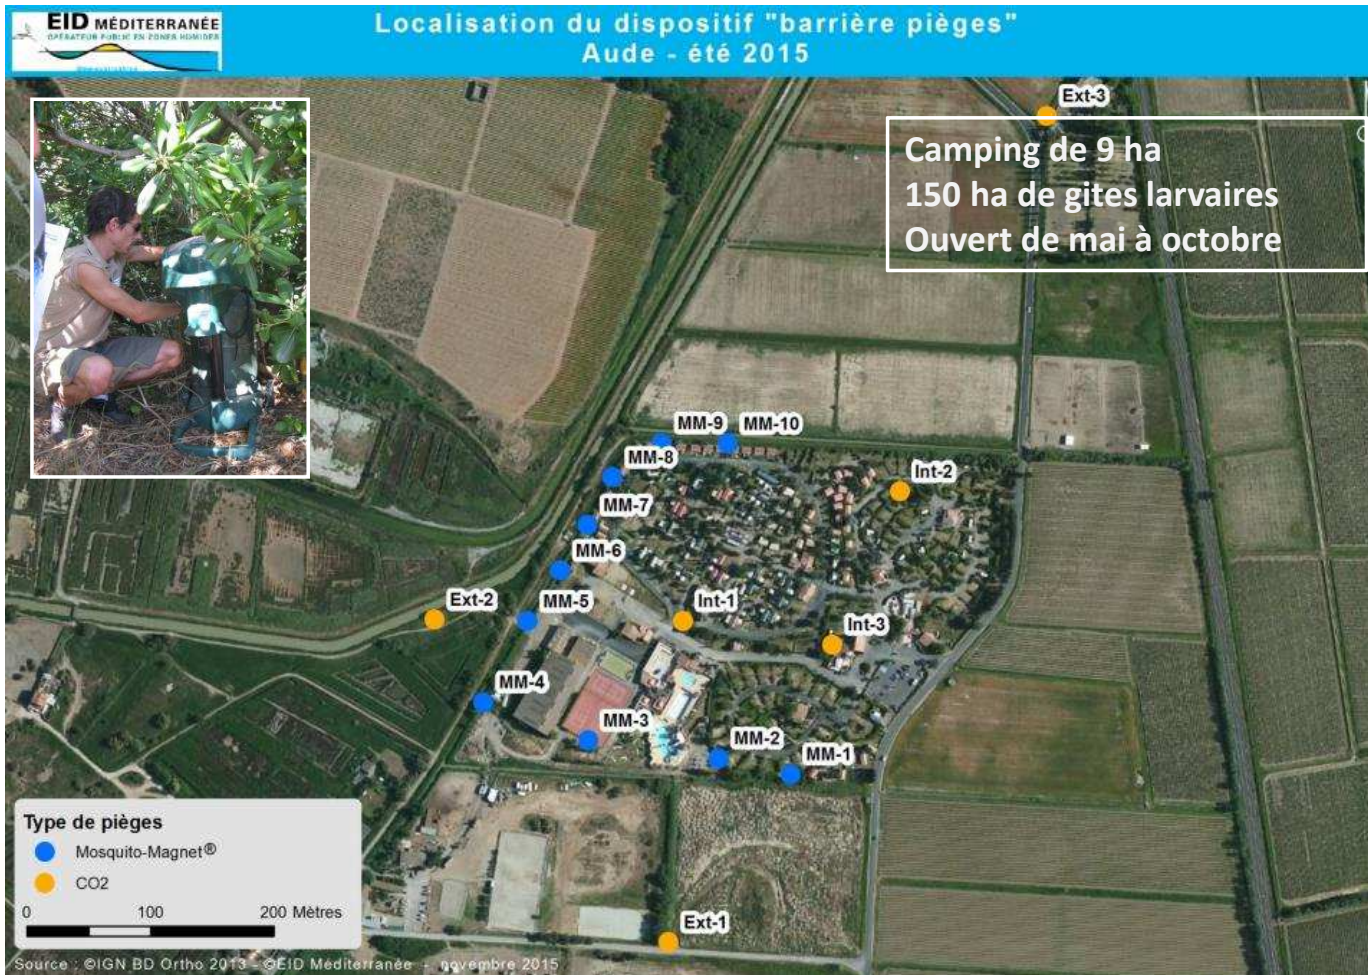 EID MÉDITERRANÉE
OPÉRATEUR PUBLIC EN ZONES HUMIDES
Localisation du dispositif "barrière pièges"
Aude - été 2015
Ext-3
Camping de 9 ha
150 ha de gites larvaires
Ouvert de mai à octobre
MM-9
MM-10
MM-8
Int-2
MM-7
MM-6
Ext-2
MM-5
Int-1
Int-3
MM-4
MM-3
MM-2
MM-1
Type de pièges
Mosquito-Magnet®
CO2
0 100 200 Mètres
Ext-1
Source : ©IGN BD Ortho 2013 - ©EID Méditerranée - novembre 2015